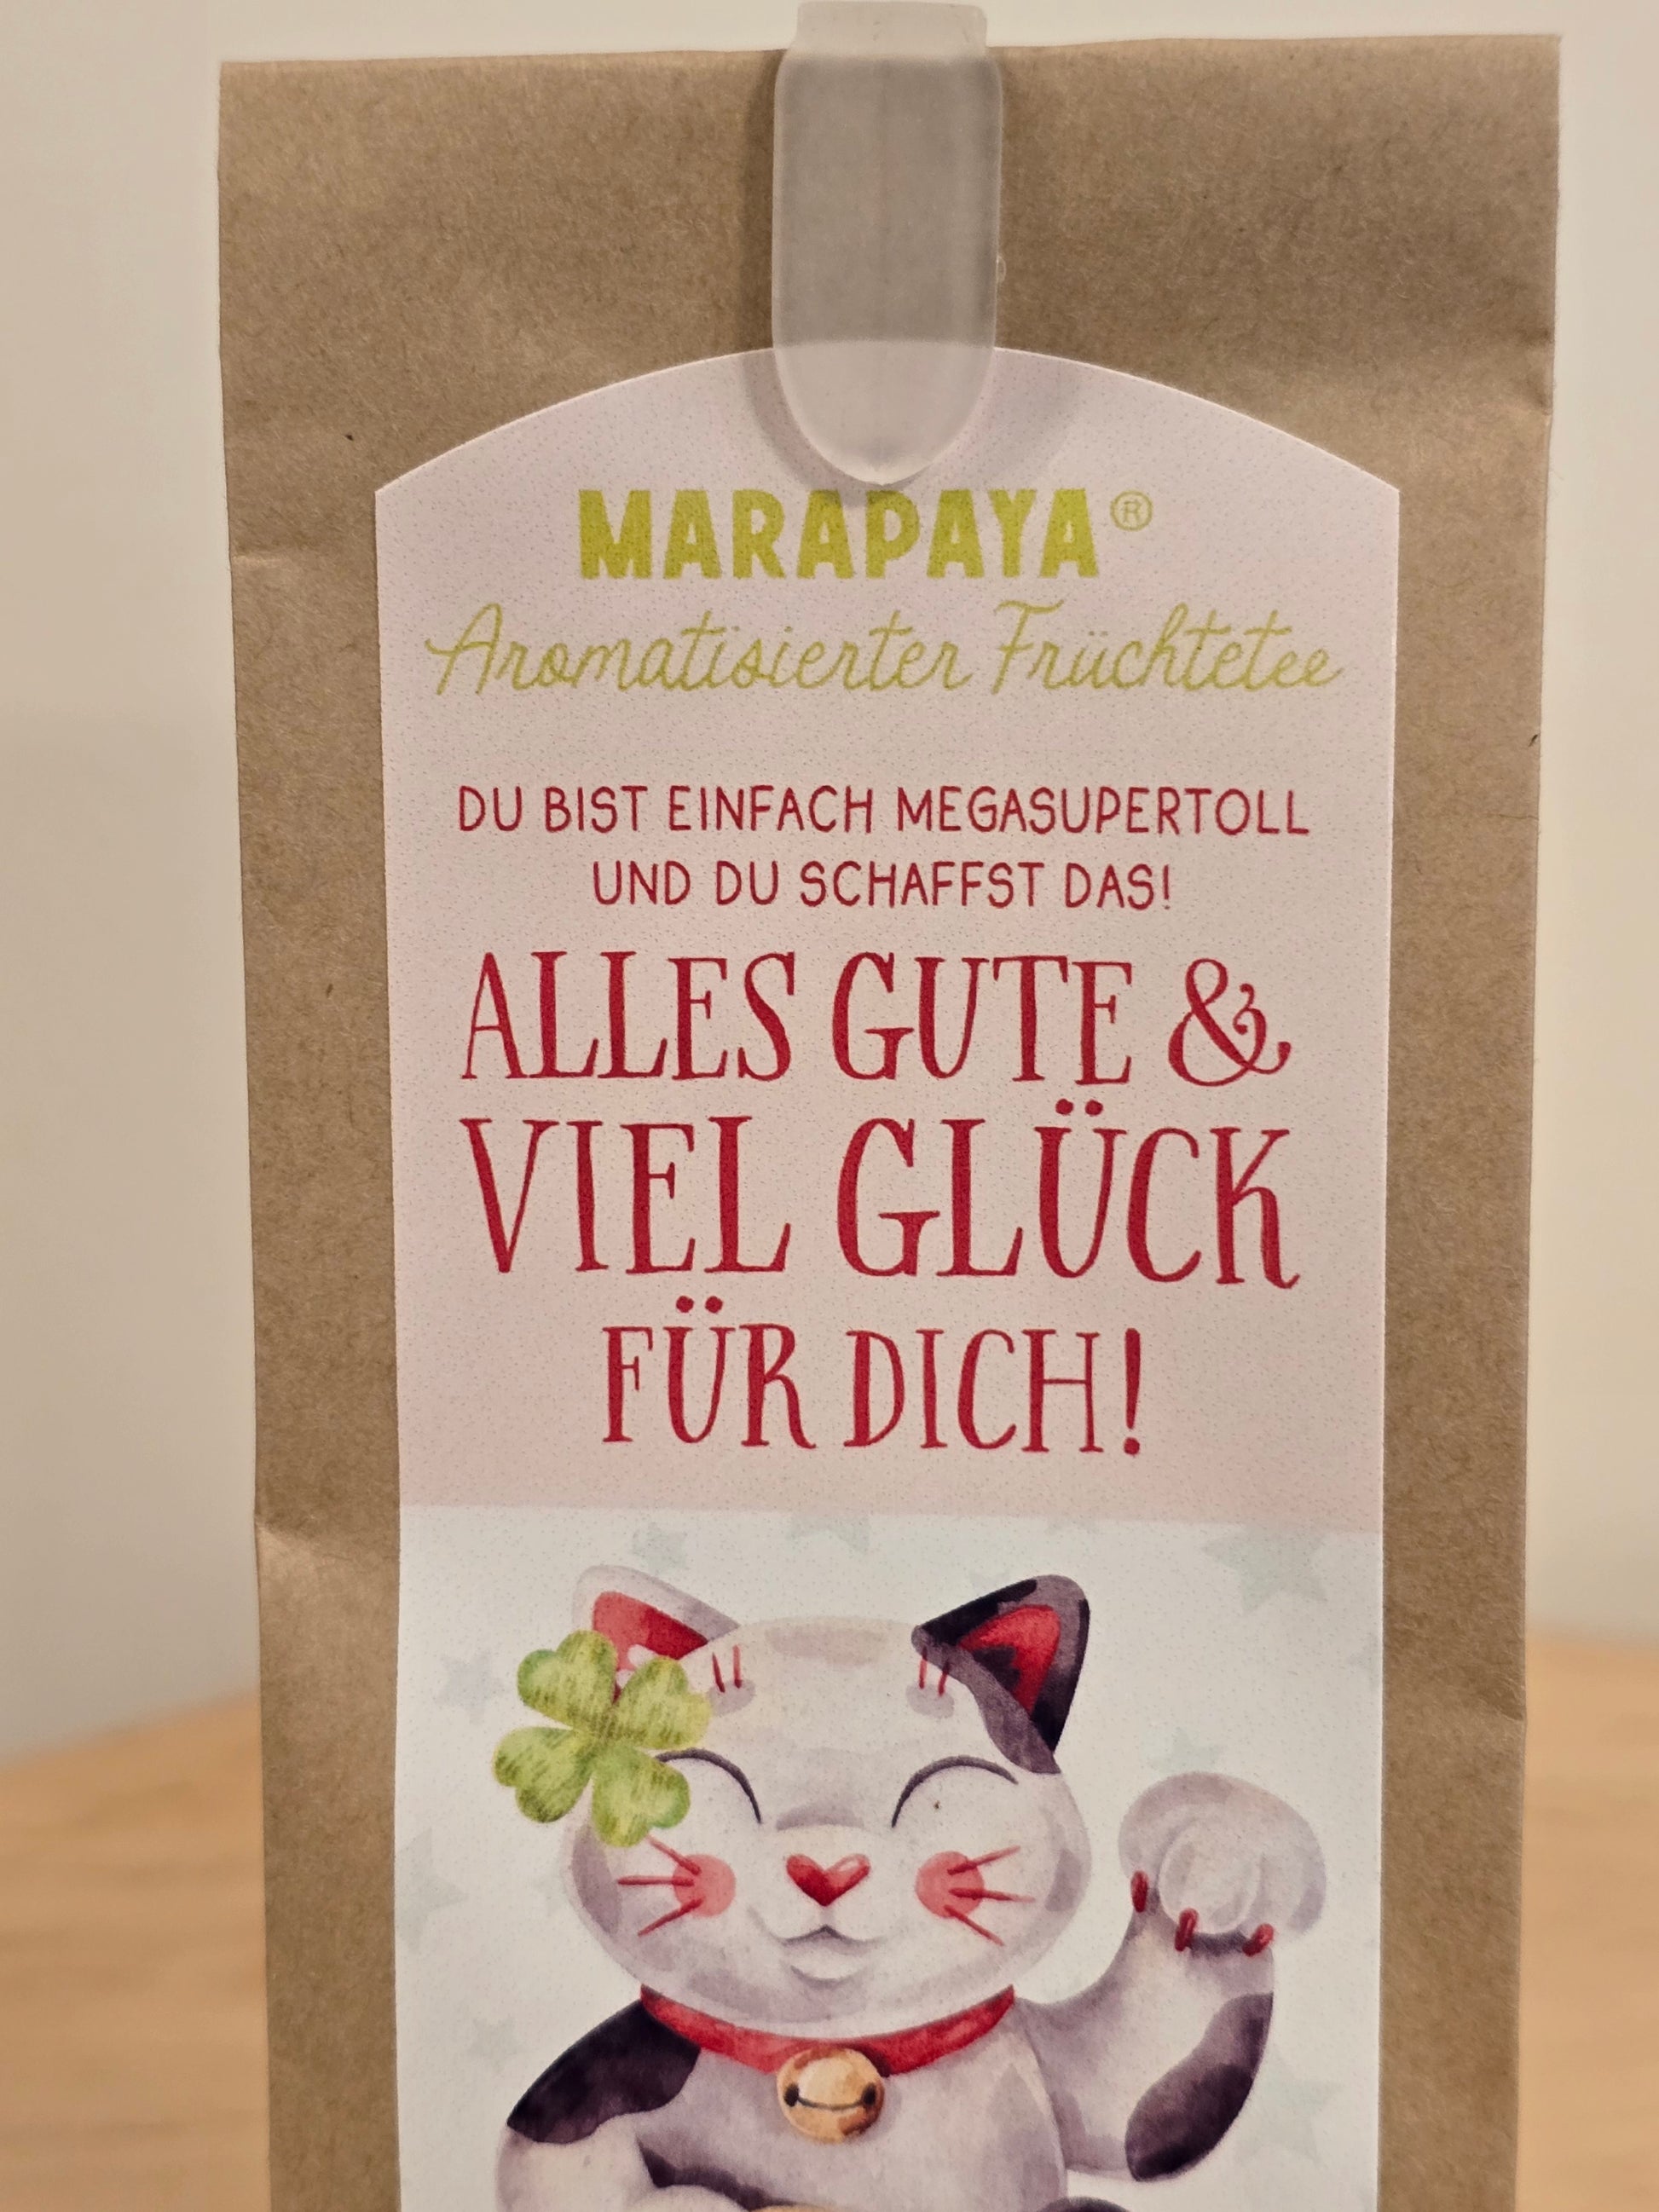 MARAPAYA®
Aromatisierter Früchtetee
DU BIST EINFACH MEGASUPERTOLL
UND DU SCHAFFST DAS!
ALLES GUTE &
VIEL GLÜCK
FÜR DICH!